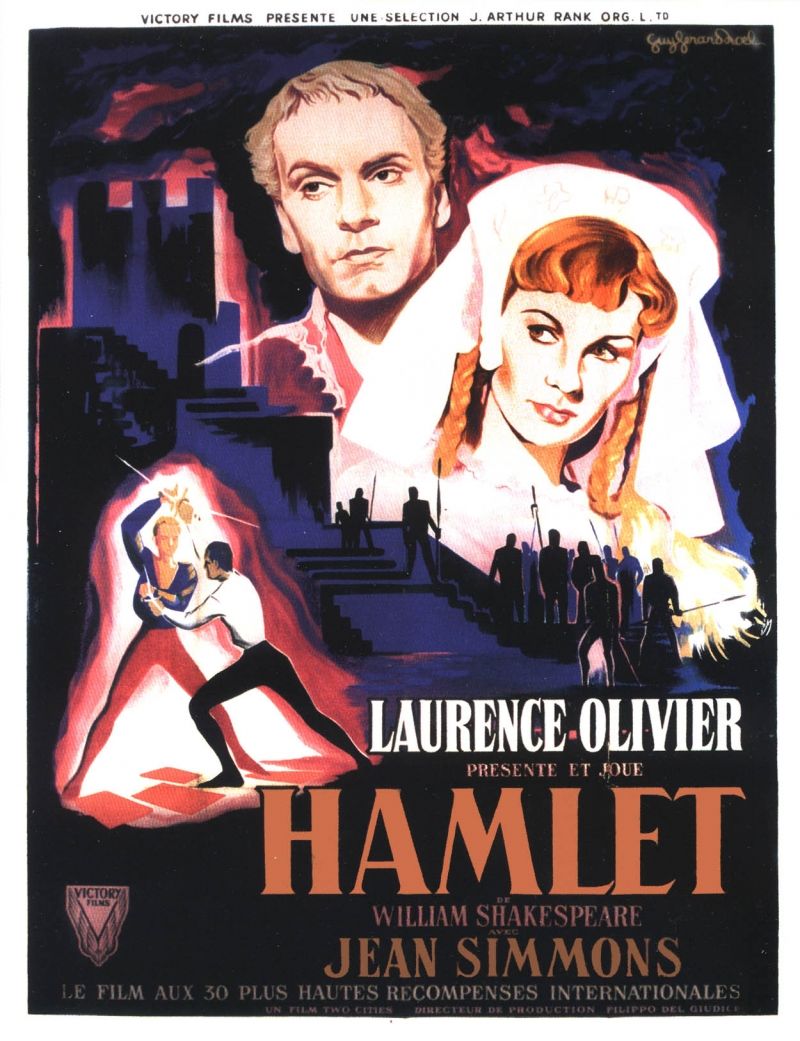 VICTORY FILMS PRESENTE UNE SELECTION J. ARTHUR RANK ORG. L. TD
LAURENCE OLIVIER
PRESENTE ET JOUE
HAMLET
DE
WILLIAM SHAKESPEARE
AVEC
JEAN SIMMONS
VICTORY
FILMS
LE FILM AUX 30 PLUS HAUTES RECOMPENSES INTERNATIONALES
UN FILM TWO CITIES DIRECTEUR DE PRODUCTION FILIPPO DEL GIUDICE